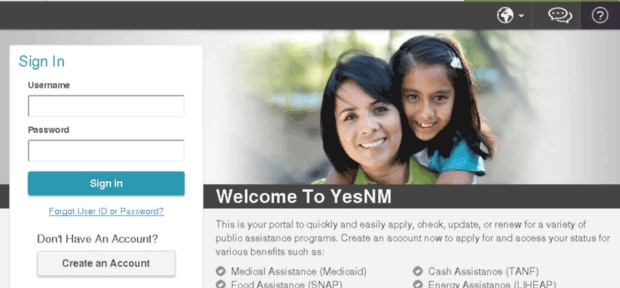 Sign In
Username
Password
Sign in
Forgot User ID or Password?
Don't Have An Account?
Create an Account
Welcome To YesNM
This is your portal to quickly and easily apply, check, update, or renew for a variety of
public assistance programs. Create an account now to apply for and access your status for
various benefits such as:
Medical Assistance (Medicaid)
Cash Assistance (TANF)
Food Assistance (SNAP)
Energy Assistance (LIHEAP)